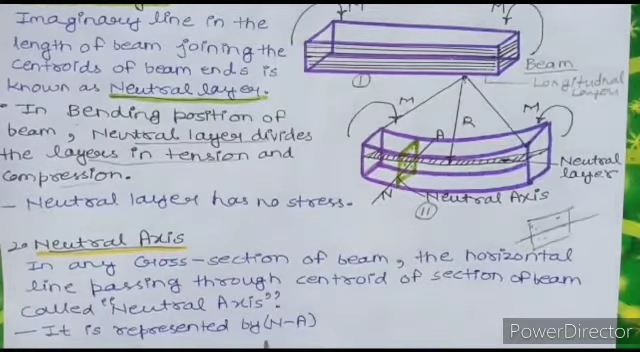 Imaginary line in the
length of beam joining the
centroids of beam ends is
known as Neutral layer.
• In Bending position of
beam, Neutral layer divides
the layers in tension and
compression.
- Neutral layer has no stress.
2. Neutral Axis
In any Cross-section of beam, the horizontal
line passing through centroid of section of beam
called "Neutral Axis".
- It is represented by (N-A)
M
M
I
Beam
Longitudnal
Layers
M
M
A
R
Neutral
layer
N
Neutral Axis
II
PowerDirector